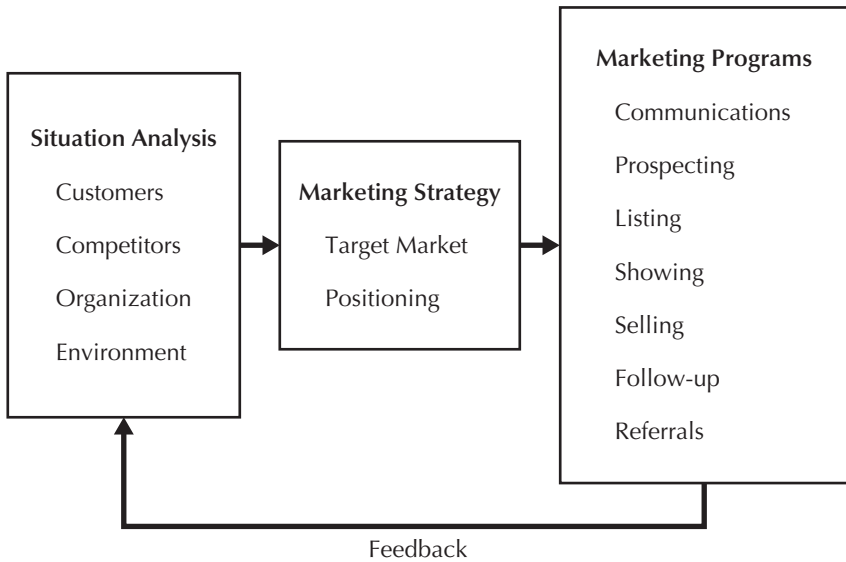 Situation Analysis
Customers
Competitors
Organization
Environment
Marketing Strategy
Target Market
Positioning
Marketing Programs
Communications
Prospecting
Listing
Showing
Selling
Follow-up
Referrals
Feedback